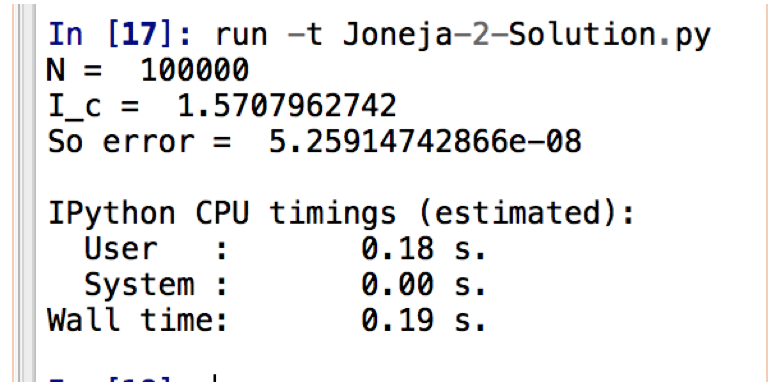 In [17]: run -t Joneja-2-Solution.py
N =  100000
I_c =  1.5707962742
So error =  5.25914742866e-08
IPython CPU timings (estimated):
  User   :       0.18 s.
  System :       0.00 s.
Wall time:       0.19 s.